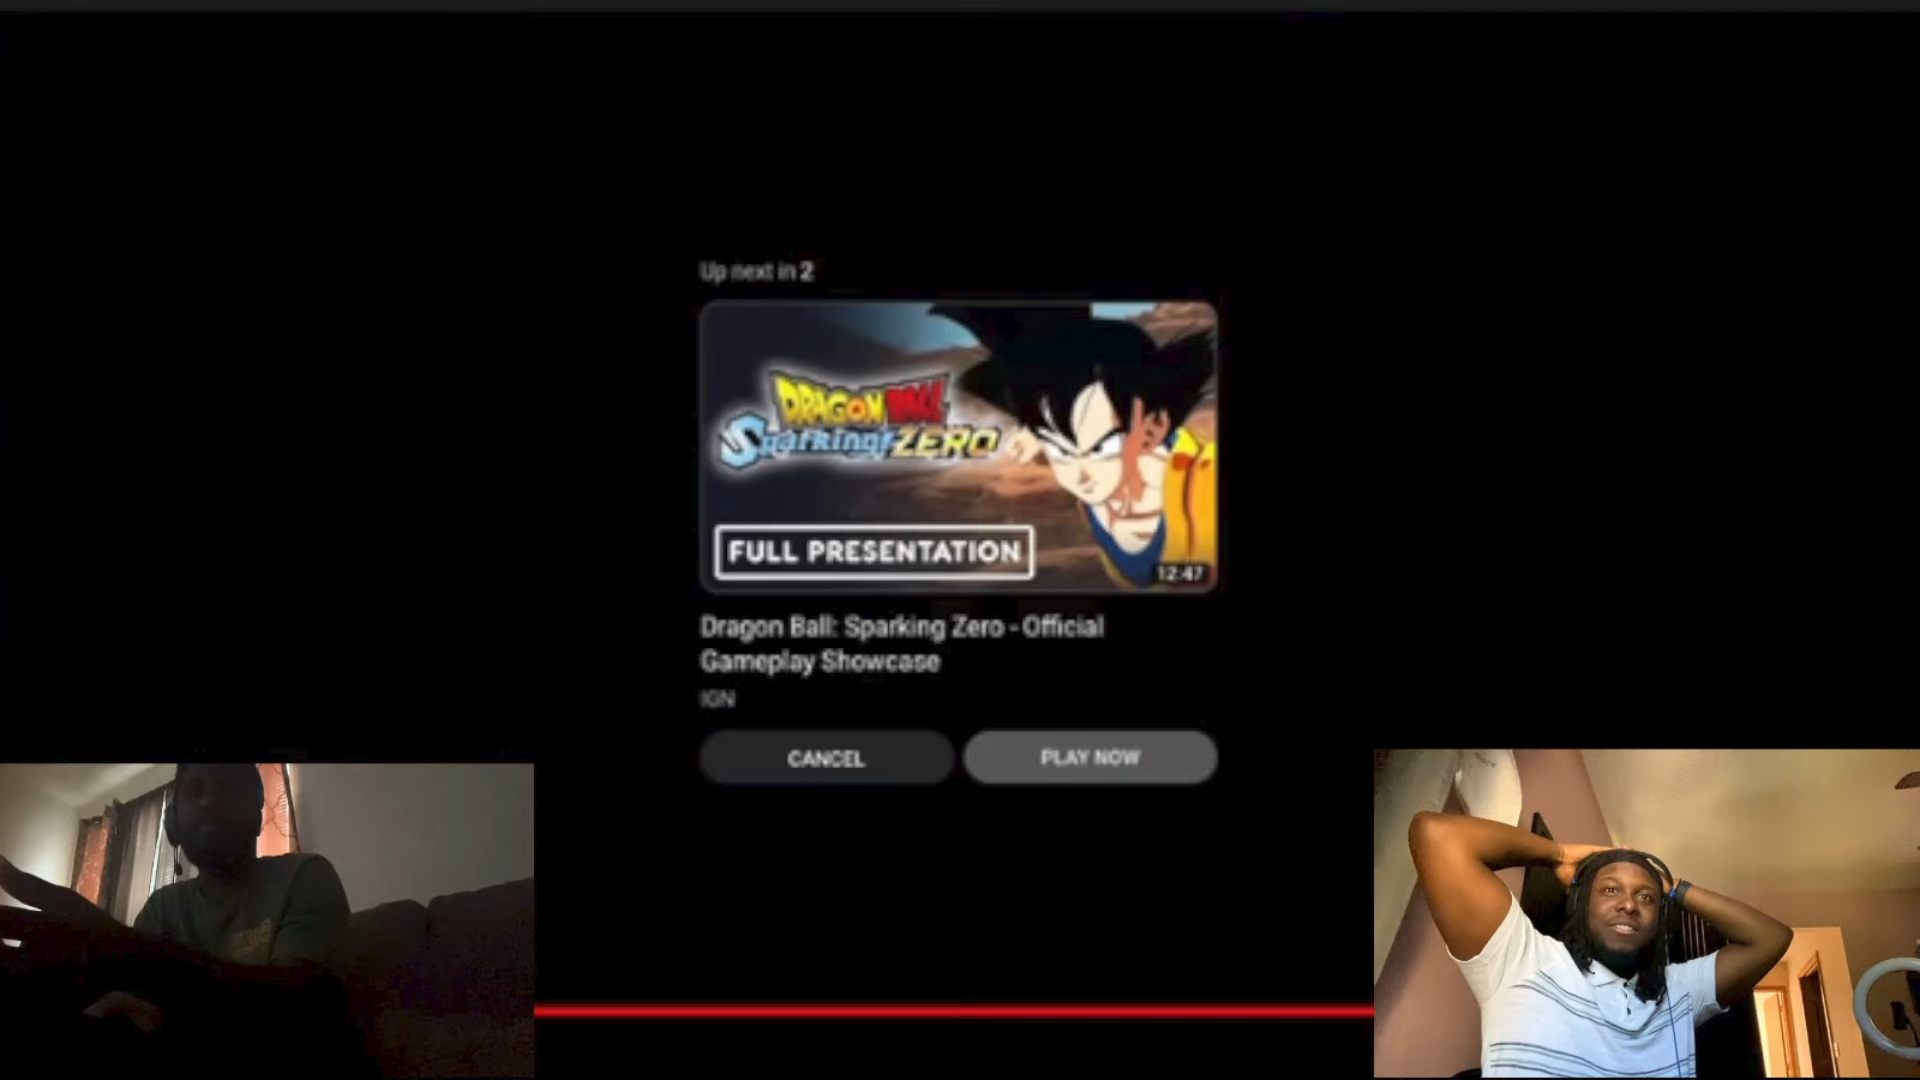 Up next in 2
DRAGON BALL
Sparking! ZERO
FULL PRESENTATION
12:47
Dragon Ball: Sparking Zero - Official
Gameplay Showcase
IGN
CANCEL
PLAY NOW
more